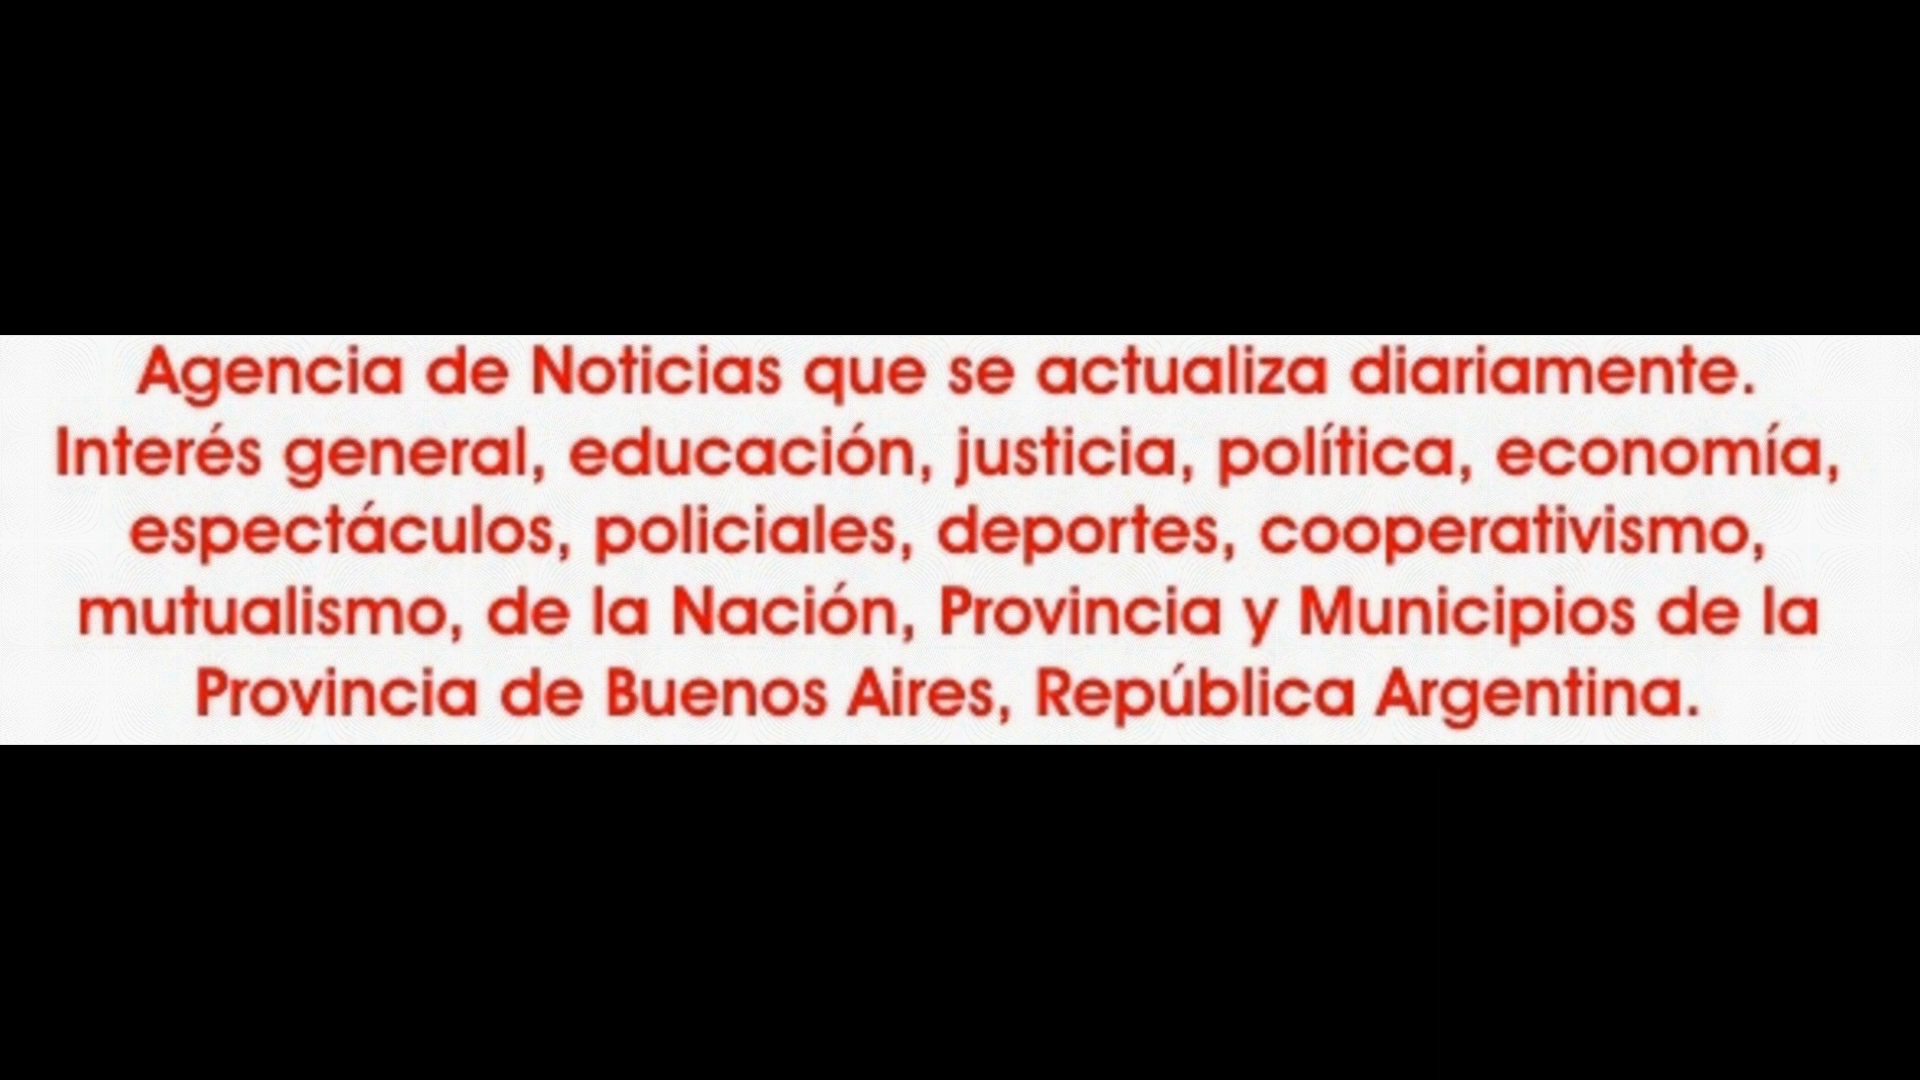 Agencia de Noticias que se actualiza diariamente.
Interés general, educación, justicia, política, economía,
espectáculos, policiales, deportes, cooperativismo,
mutualismo, de la Nación, Provincia y Municipios de la
Provincia de Buenos Aires, República Argentina.